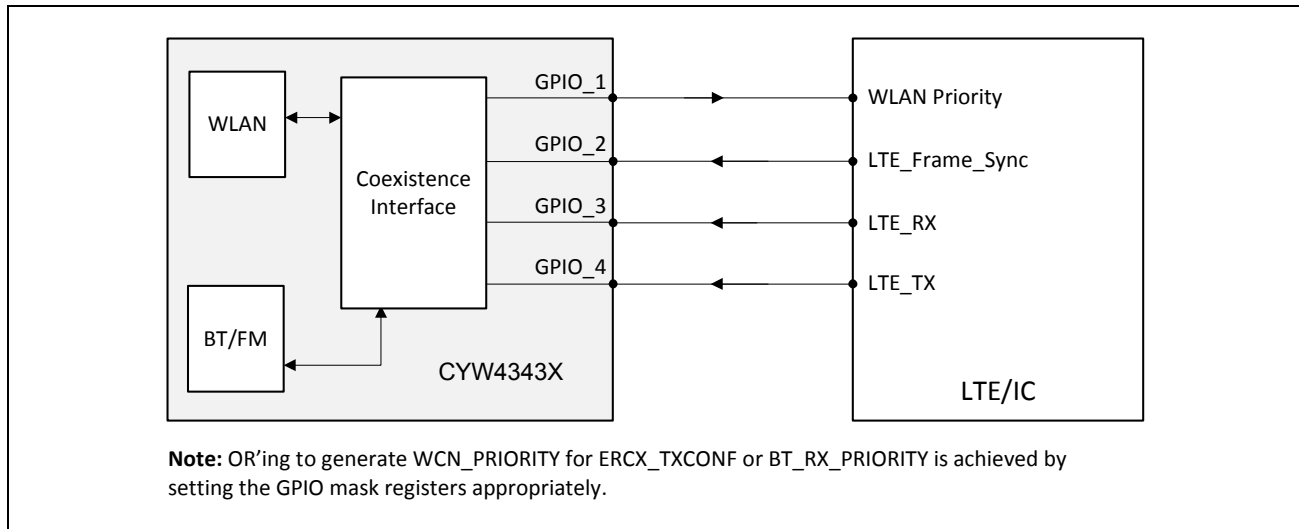 GPIO_1
WLAN
WLAN Priority
GPIO_2
LTE_Frame_Sync
Coexistence
Interface
GPIO_3
LTE_RX
GPIO_4
LTE_TX
BT/FM
CYW4343X
LTE/IC
Note: OR'ing to generate WCN_PRIORITY for ERCX_TXCONF or BT_RX_PRIORITY is achieved by
setting the GPIO mask registers appropriately.